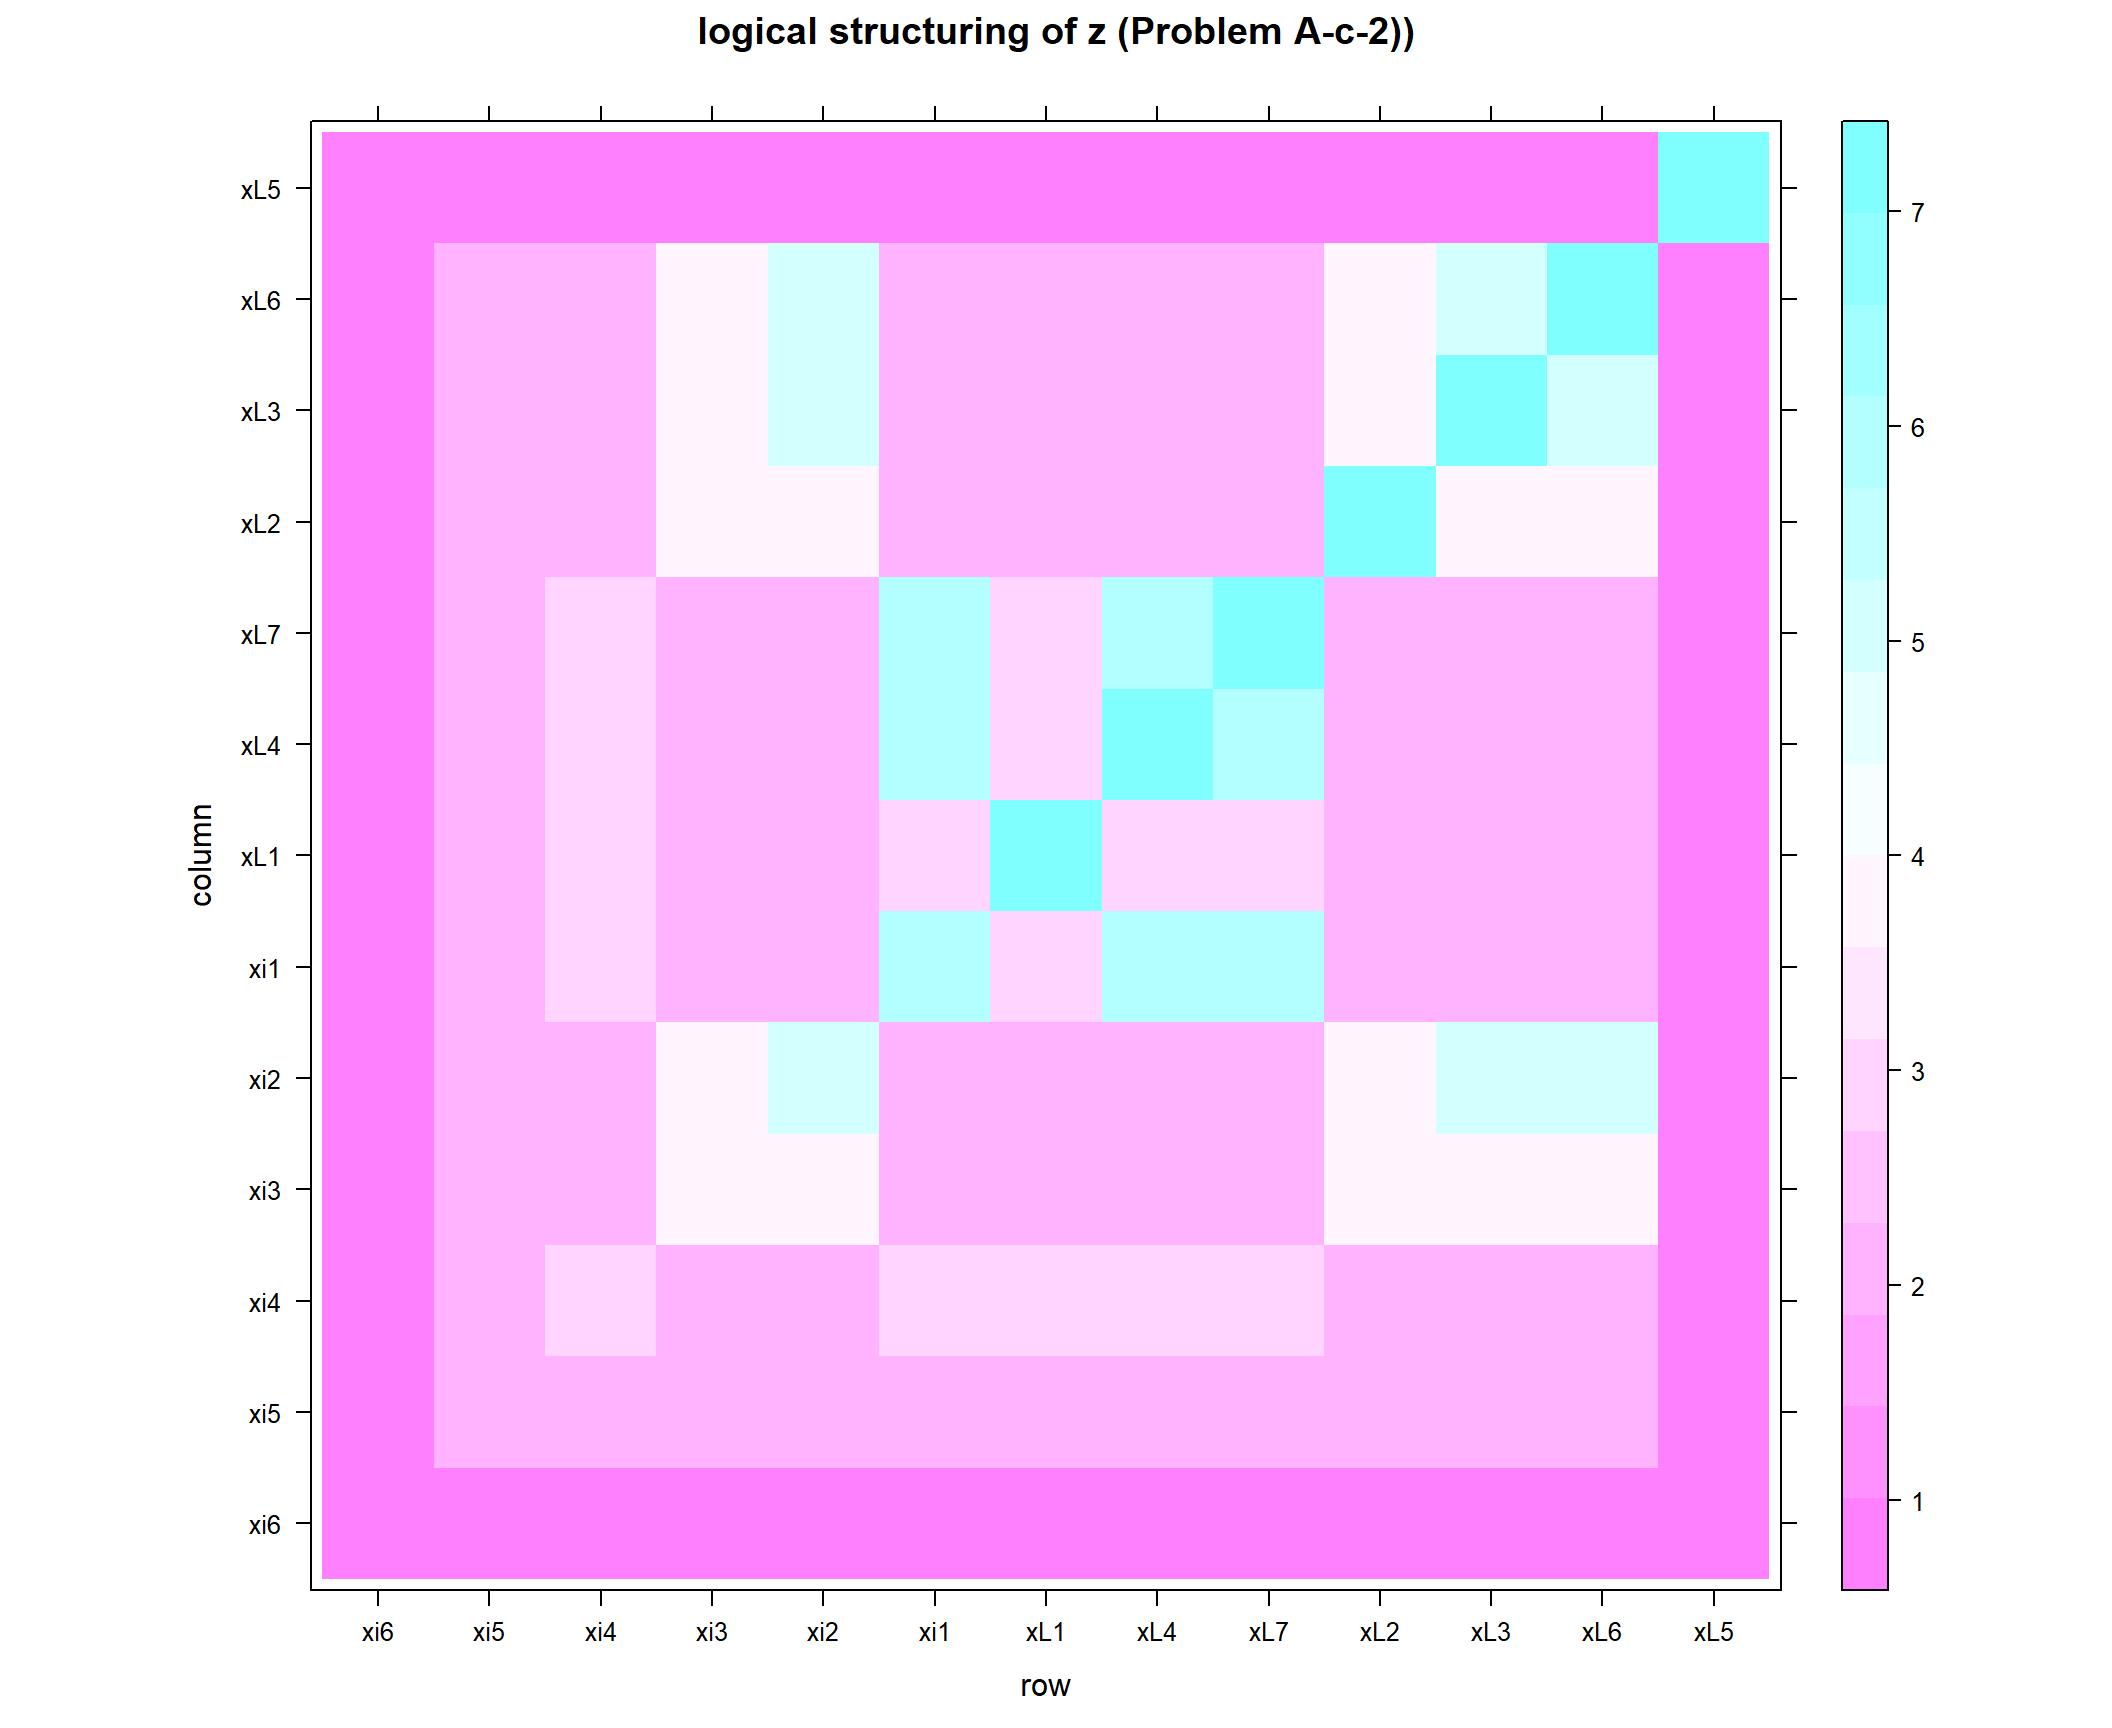 logical structuring of z (Problem A-c-2))
xL5
xL6
xL3
xL2
xL7
xL4
xL1
xi1
xi2
xi3
xi4
xi5
xi6
column
xi6 xi5 xi4 xi3 xi2 xi1 xL1 xL4 xL7 xL2 xL3 xL6 xL5
row
7
6
5
4
3
2
1